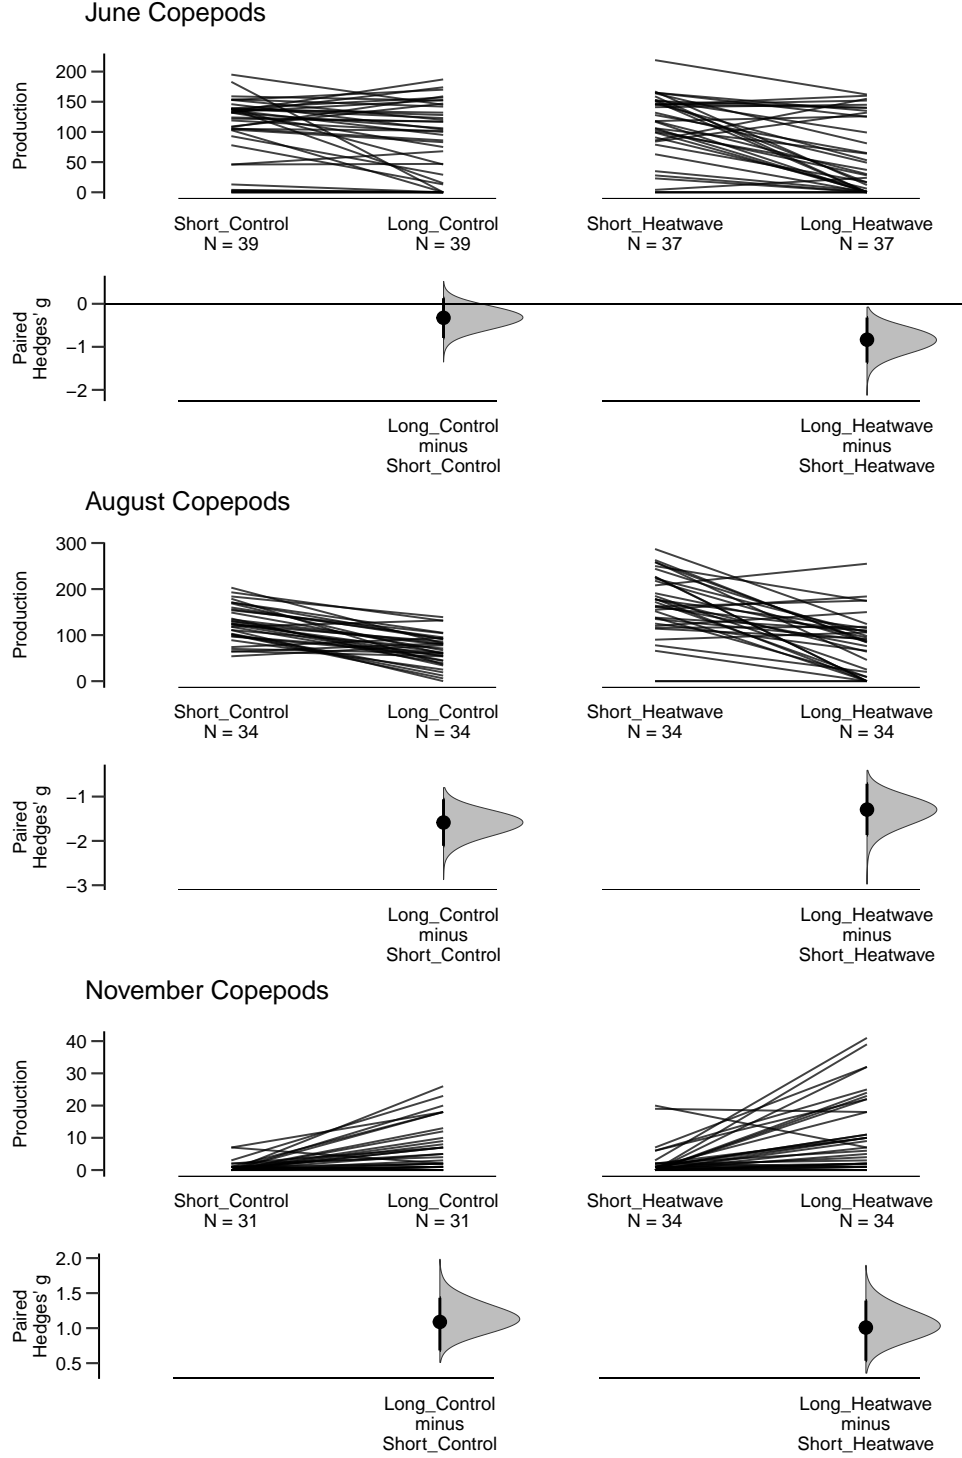 June Copepods
Production
200
150
100
50
0
Short_Control
N = 39
Long_Control
N = 39
Short_Heatwave
N = 37
Long_Heatwave
N = 37
Paired
Hedges' g
0
−1
−2
Long_Control
minus
Short_Control
Long_Heatwave
minus
Short_Heatwave
August Copepods
Production
300
200
100
0
Short_Control
N = 34
Long_Control
N = 34
Short_Heatwave
N = 34
Long_Heatwave
N = 34
Paired
Hedges' g
−1
−2
−3
Long_Control
minus
Short_Control
Long_Heatwave
minus
Short_Heatwave
November Copepods
Production
40
30
20
10
0
Short_Control
N = 31
Long_Control
N = 31
Short_Heatwave
N = 34
Long_Heatwave
N = 34
Paired
Hedges' g
2.0
1.5
1.0
0.5
Long_Control
minus
Short_Control
Long_Heatwave
minus
Short_Heatwave